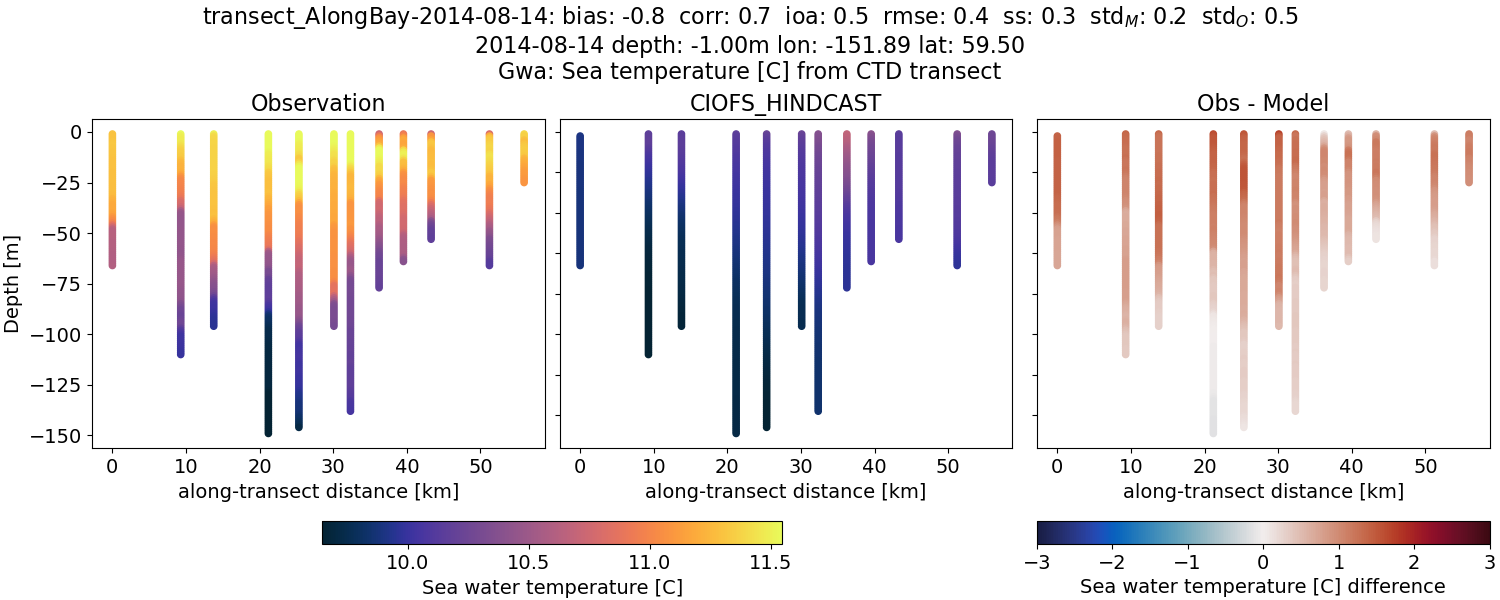 transect_AlongBay-2014-08-14: bias: -0.8  corr: 0.7  ioa: 0.5  rmse: 0.4  ss: 0.3  std_M: 0.2  std_O: 0.5
2014-08-14 depth: -1.00m lon: -151.89 lat: 59.50
Gwa: Sea temperature [C] from CTD transect
Observation
CIOFS_HINDCAST
Obs - Model
Depth [m]
0
−25
−50
−75
−100
−125
−150
0 10 20 30 40 50
0 10 20 30 40 50
0 10 20 30 40 50
along-transect distance [km]
along-transect distance [km]
along-transect distance [km]
10.0 10.5 11.0 11.5
Sea water temperature [C]
−3 −2 −1 0 1 2 3
Sea water temperature [C] difference